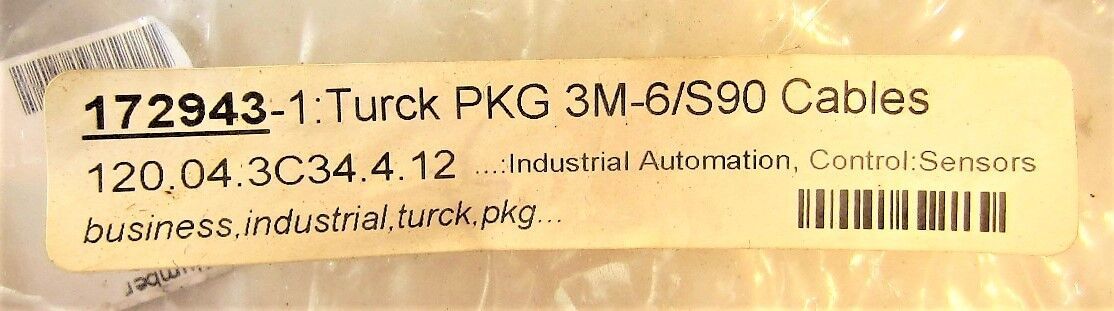 172943-1:Turck PKG 3M-6/S90 Cables
120.04.3C34.4.12 ...:Industrial Automation, Control:Sensors
business,industrial,turck,pkg...